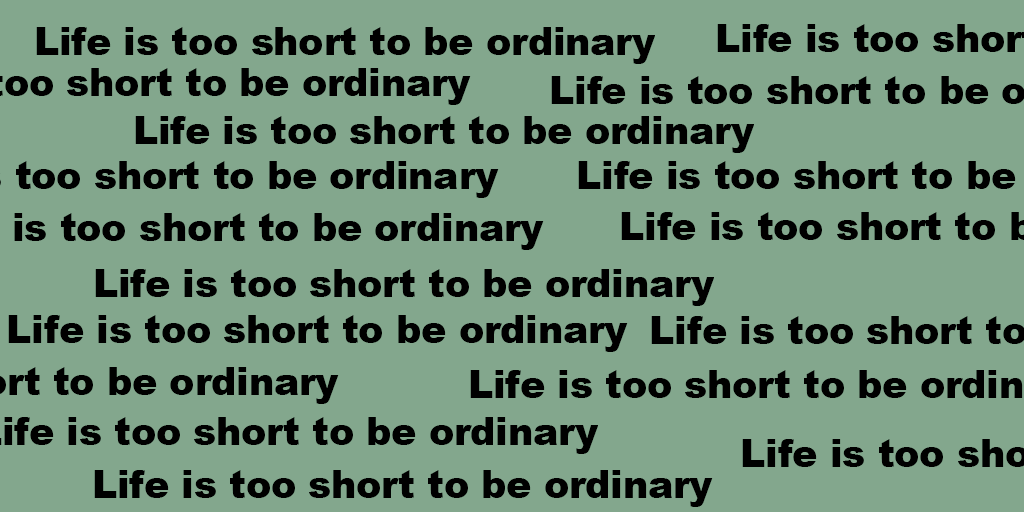 Life is too short to be ordinary
Life is too shor
too short to be ordinary
Life is too short to be o
Life is too short to be ordinary
too short to be ordinary
Life is too short to be
is too short to be ordinary
Life is too short to b
Life is too short to be ordinary
Life is too short to be ordinary
Life is too short to
ort to be ordinary
Life is too short to be ordin
ife is too short to be ordinary
Life is too sho
Life is too short to be ordinary